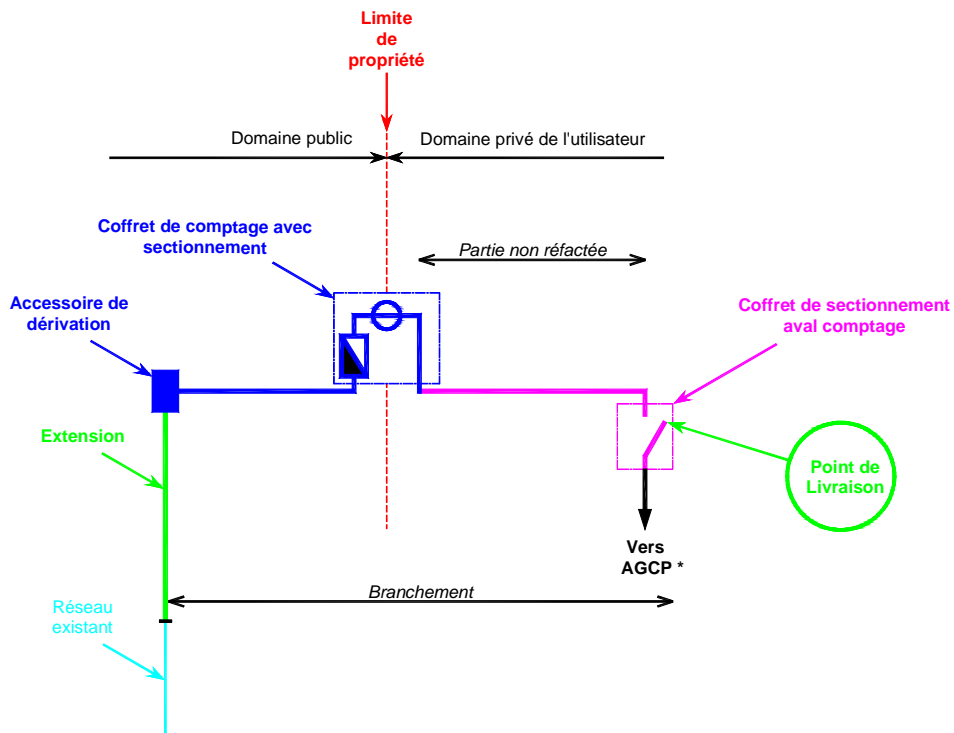 Limite
de
propriété
Domaine public
Domaine privé de l'utilisateur
Coffret de comptage avec
sectionnement
Partie non réfactée
Accessoire de
dérivation
Coffret de sectionnement
aval comptage
Extension
Point de
Livraison
Vers
AGCP *
Branchement
Réseau
existant